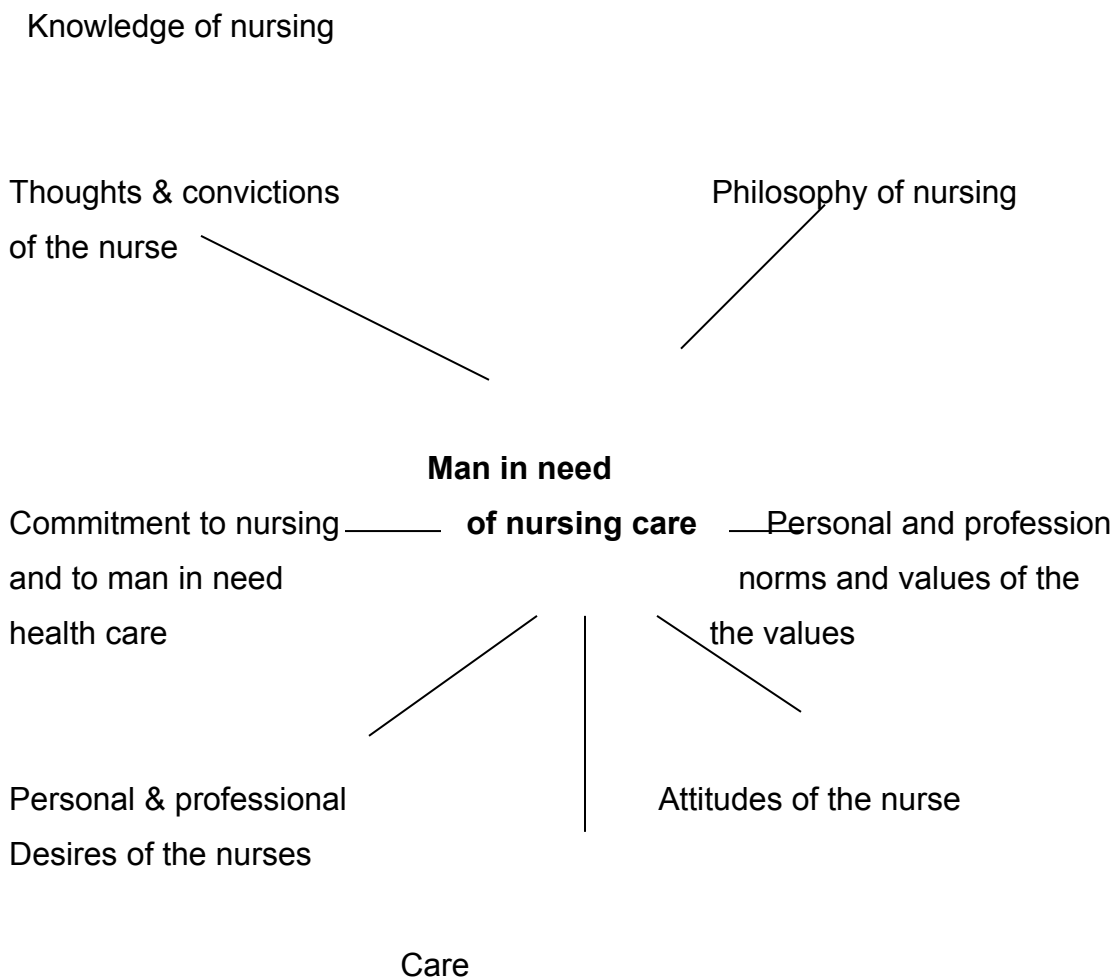 Knowledge of nursing
Thoughts & convictions
of the nurse
Philosophy of nursing
Man in need
of nursing care
Commitment to nursing
and to man in need
health care
Personal and profession
norms and values of the
the values
Personal & professional
Desires of the nurses
Attitudes of the nurse
Care